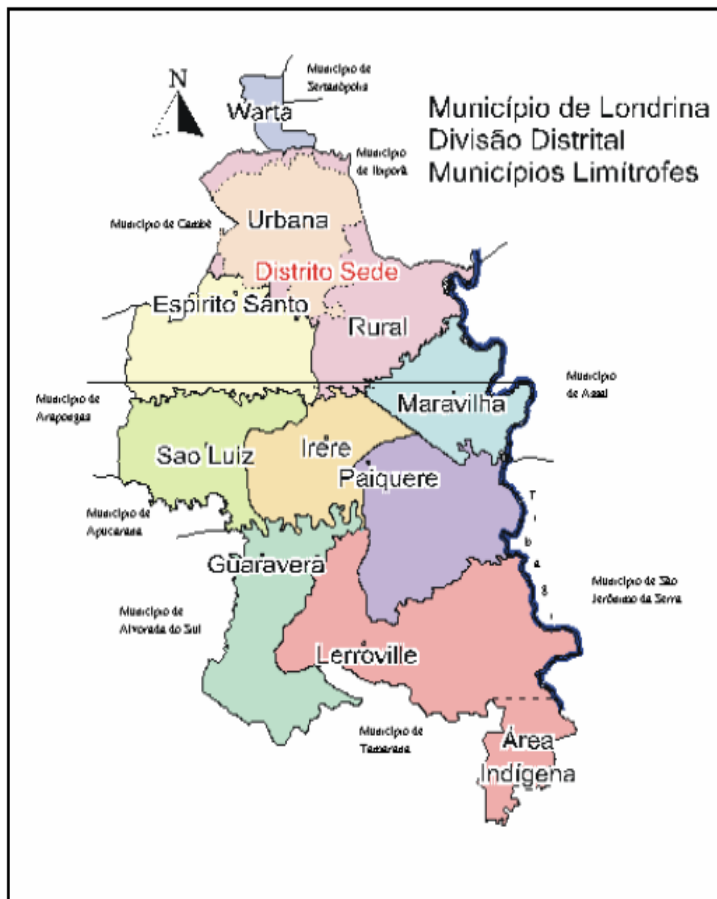 N
Município de
Sertanópolis
Warta
Município de Londrina
Divisão Distrital
Municípios Limítrofes
Município
de Ibiporã
Urbana
Município de Cambé
Distrito Sede
Espirito Santo
Rural
Município
de Assaí
Município de
Arapongas
Maravilha
Sao Luiz
Irere
Paiquere
Município de
Apucarana
Tibagi
Guaravera
Município de São
Jerônimo da Serra
Município de
Alvorada do Sul
Lerroville
Município de
Tamarana
Área
Indígena